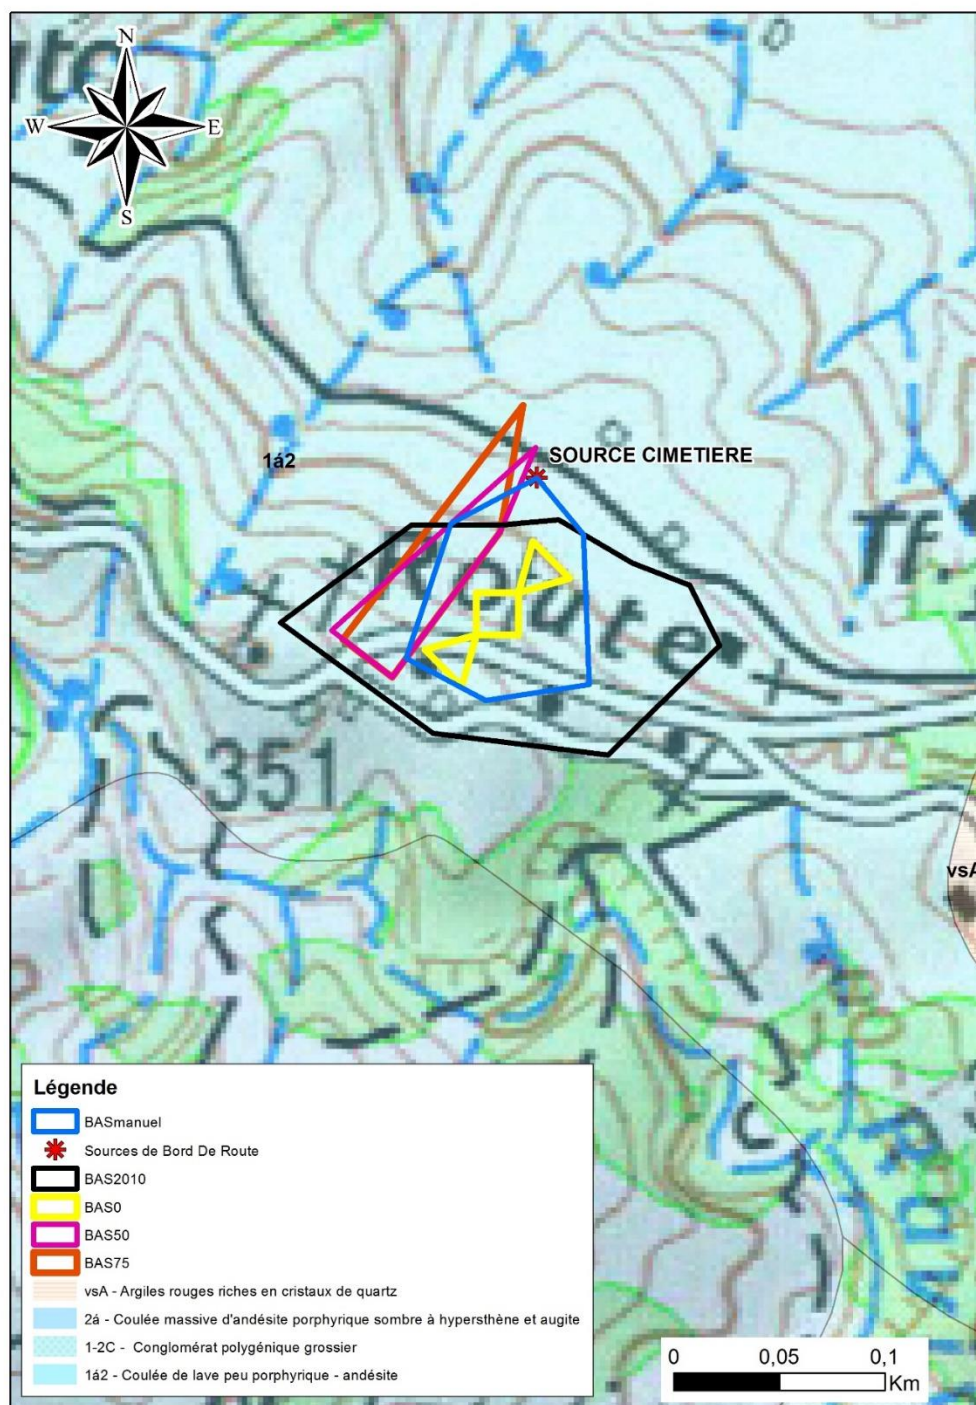 N
W E
S
1á2
SOURCE CIMETIERE
Route
Tf.
351
vsA
Légende
BASmanuel
Sources de Bord De Route
BAS2010
BAS0
BAS50
BAS75
vsA - Argiles rouges riches en cristaux de quartz
2á - Coulée massive d'andésite porphyrique sombre à hypersthène et augite
1-2C - Conglomérat polygénique grossier
1á2 - Coulée de lave peu porphyrique - andésite
0 0,05 0,1
Km